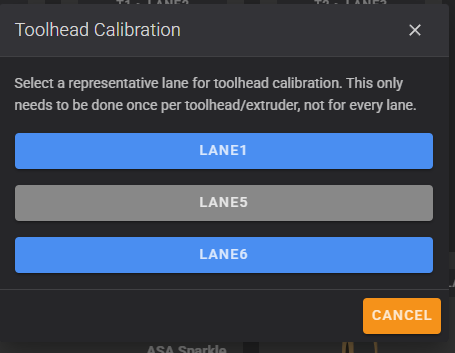 Toolhead Calibration
Select a representative lane for toolhead calibration. This only
needs to be done once per toolhead/extruder, not for every lane.
LANE1
LANE5
LANE6
CANCEL
ASA Sparkle